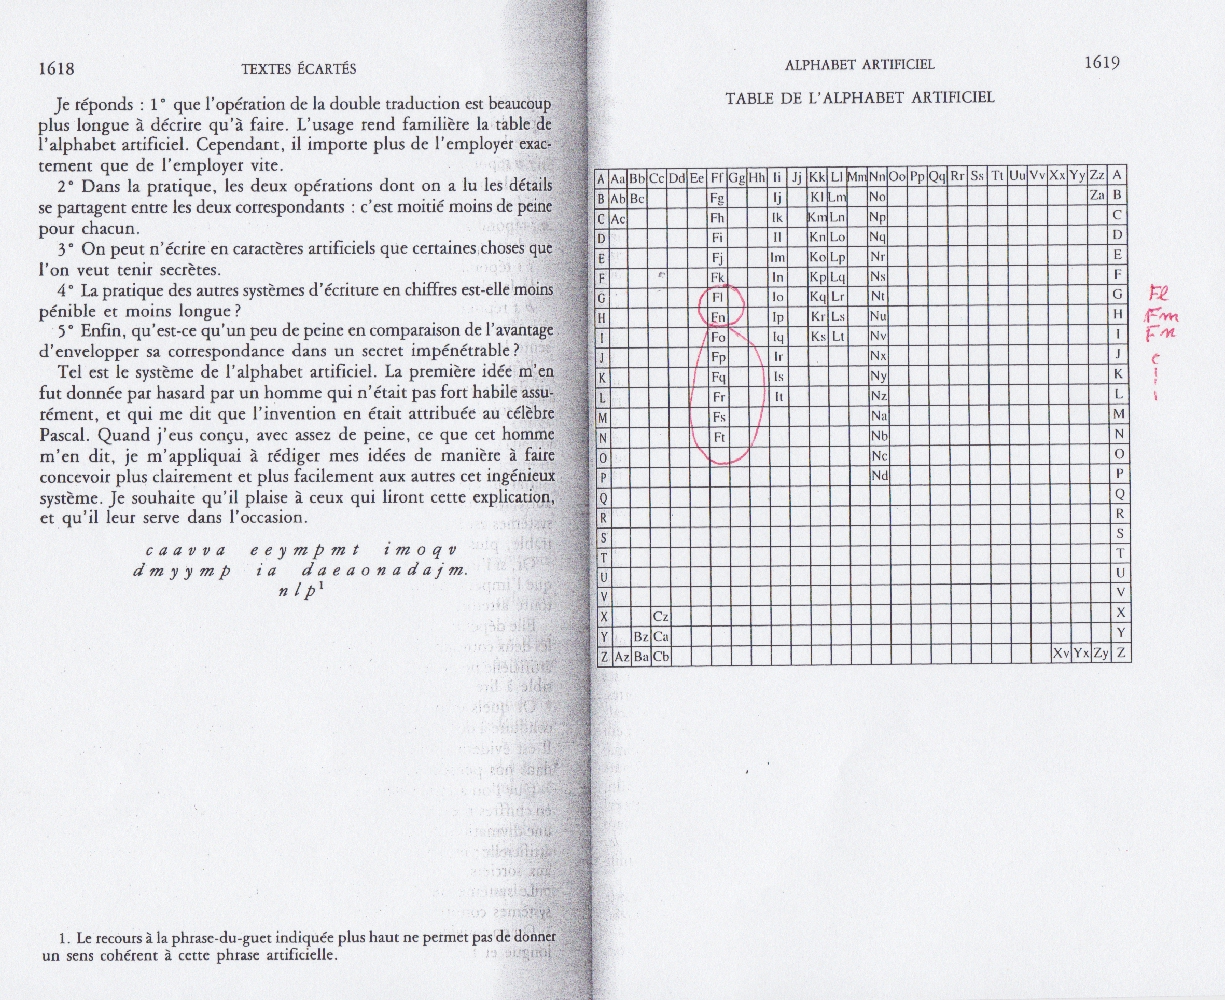 1618 TEXTES ÉCARTÉS
Je réponds : 1° que l'opération de la double traduction est beaucoup
plus longue à décrire qu'à faire. L'usage rend familière la table de
l'alphabet artificiel. Cependant, il importe plus de l'employer exac-
tement que de l'employer vite.
2° Dans la pratique, les deux opérations dont on a lu les détails
se partagent entre les deux correspondants : c'est moitié moins de peine
pour chacun.
3° On peut n'écrire en caractères artificiels que certaines choses que
l'on veut tenir secrètes.
4° La pratique des autres systèmes d'écriture en chiffres est-elle moins
pénible et moins longue ?
5° Enfin, qu'est-ce qu'un peu de peine en comparaison de l'avantage
d'envelopper sa correspondance dans un secret impénétrable ?
Tel est le système de l'alphabet artificiel. La première idée m'en
fut donnée par hasard par un homme qui n'était pas fort habile assu-
rément, et qui me dit que l'invention en était attribuée au célèbre
Pascal. Quand j'eus conçu, avec assez de peine, ce que cet homme
m'en dit, je m'appliquai à rédiger mes idées de manière à faire
concevoir plus clairement et plus facilement aux autres cet ingénieux
système. Je souhaite qu'il plaise à ceux qui liront cette explication,
et qu'il leur serve dans l'occasion.
c a a v v a e e y m p m t i m o q v
d m y y m p i a d a e a o n a d a j m.
n l p¹
1. Le recours à la phrase-du-guet indiquée plus haut ne permet pas de donner
un sens cohérent à cette phrase artificielle.
ALPHABET ARTIFICIEL 1619
TABLE DE L'ALPHABET ARTIFICIEL
A Aa Bb Cc Dd Ee Ff Gg Hh Ii Jj Kk Ll Mm Nn Oo Pp Qq Rr Ss Tt Uu Vv Xx Yy Zz A
B Ab Bc Fg Ij Kl Lm No Za B
C Ac Fh Ik Km Ln Np C
D Fi Il Kn Lo Nq D
E Fj Im Ko Lp Nr E
F Fk In Kp Lq Ns F
G Fl Io Kq Lr Nt G Fl
H Fn Ip Kr Ls Nu H Fm
I Fo Iq Ks Lt Nv I Fn
J Fp Ir Nx J
K Fq Is Ny K
L Fr It Nz L
M Fs Na M
N Ft Nb N
O Nc O
P Nd P
Q Q
R R
S S
T T
U U
V V
X Cz X
Y Bz Ca Y
Z Az Ba Cb Xv Yx Zy Z